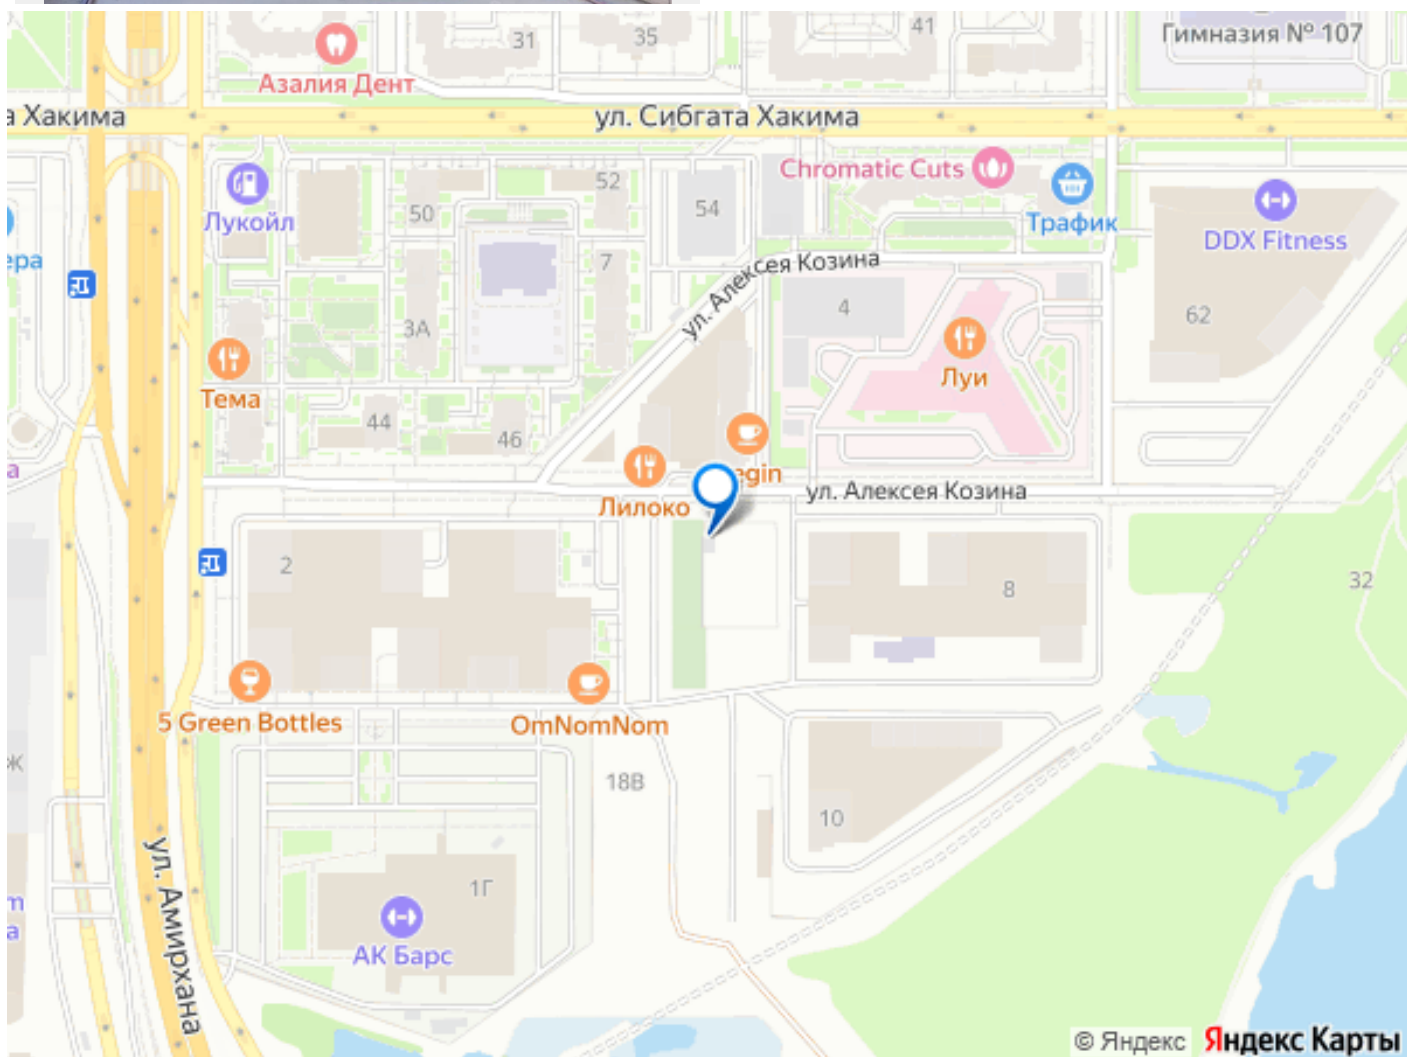 Гимназия № 107
31
35
41
Азалия Дент
а Хакима
ул. Сибгата Хакима
Chromatic Cuts
52
50
54
Лукойл
Трафик
DDX Fitness
ера
7
ул. Алексея Козина
4
62
3А
Луи
Тема
44
46
а
egin
ул. Алексея Козина
Лилоко
2
8
32
5 Green Bottles
OmNomNom
Ж
18В
10
ул. Амирхана
1Г
m
а
АК Барс
© Яндекс Яндекс Карты